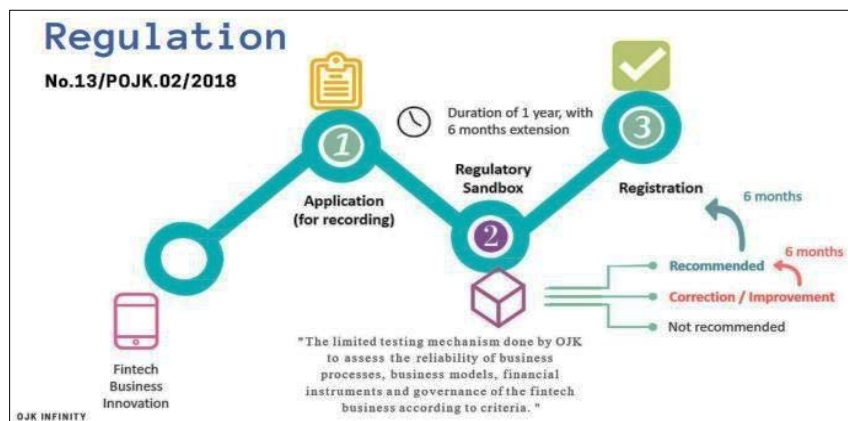 Regulation
No.13/POJK.02/2018
1
Duration of 1 year, with
6 months extension
3
Application
(for recording)
Regulatory
Sandbox
2
Registration
6 months
Recommended
6 months
Correction / Improvement
Not recommended
Fintech
Business
Innovation
"The limited testing mechanism done by OJK
to assess the reliability of business
processes, business models, financial
instruments and governance of the fintech
business according to criteria. "
OJK INFINITY